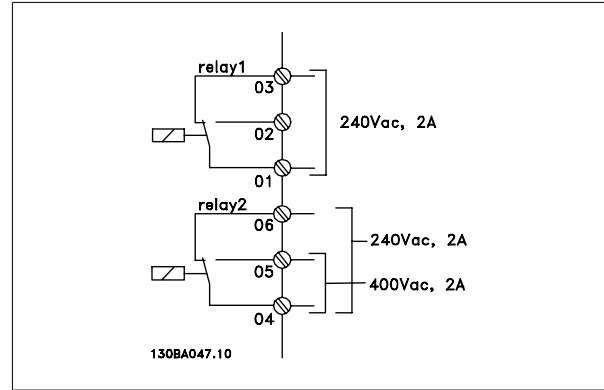 relay1
03
02
240Vac, 2A
01
relay2
06
240Vac, 2A
05
400Vac, 2A
04
130BA047.10